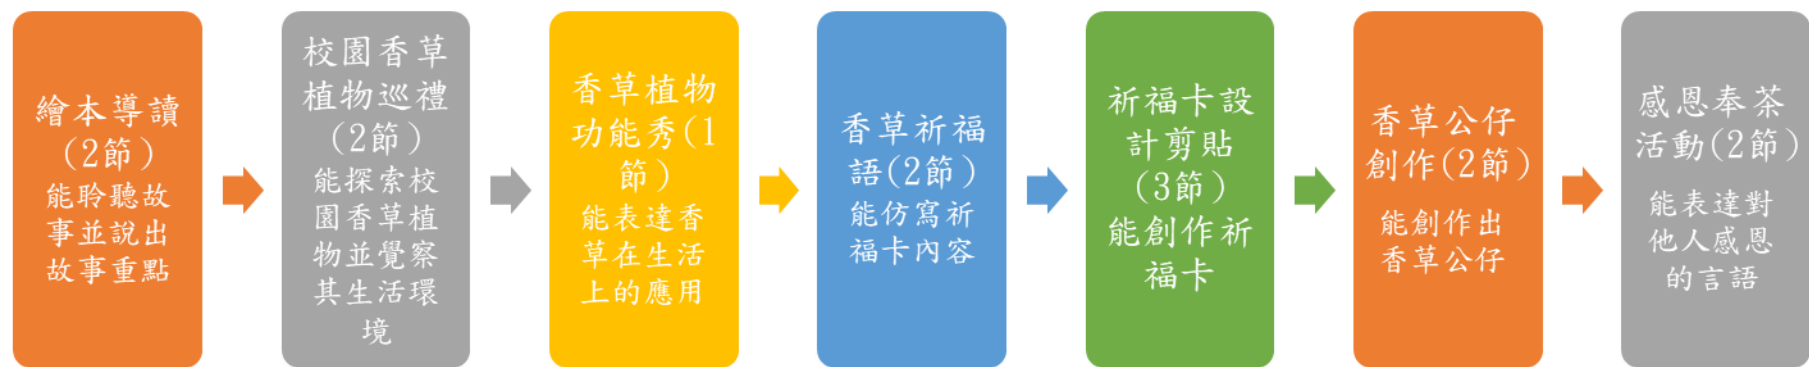 繪本導讀
(2節)
能聆聽故
事並說出
故事重點
校園香草
植物巡禮
(2節)
能探索校
園香草植
物並覺察
其生活環
境
香草植物
功能秀(1
節)
能表達香
草在生活
上的應用
香草祈福
語(2節)
能仿寫祈
福卡內容
祈福卡設
計剪貼
(3節)
能創作祈
福卡
香草公仔
創作(2節)
能創作出
香草公仔
感恩奉茶
活動(2節)
能表達對
他人感恩
的言語